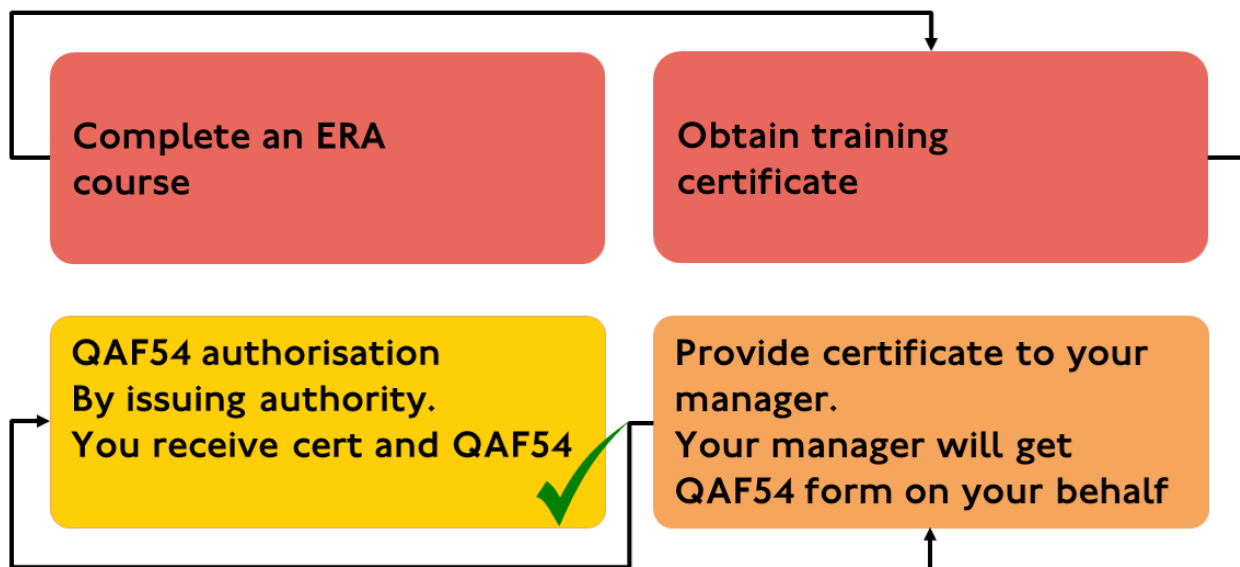 Complete an ERA
course
Obtain training
certificate
QAF54 authorisation
By issuing authority.
You receive cert and QAF54
Provide certificate to your
manager.
Your manager will get
QAF54 form on your behalf